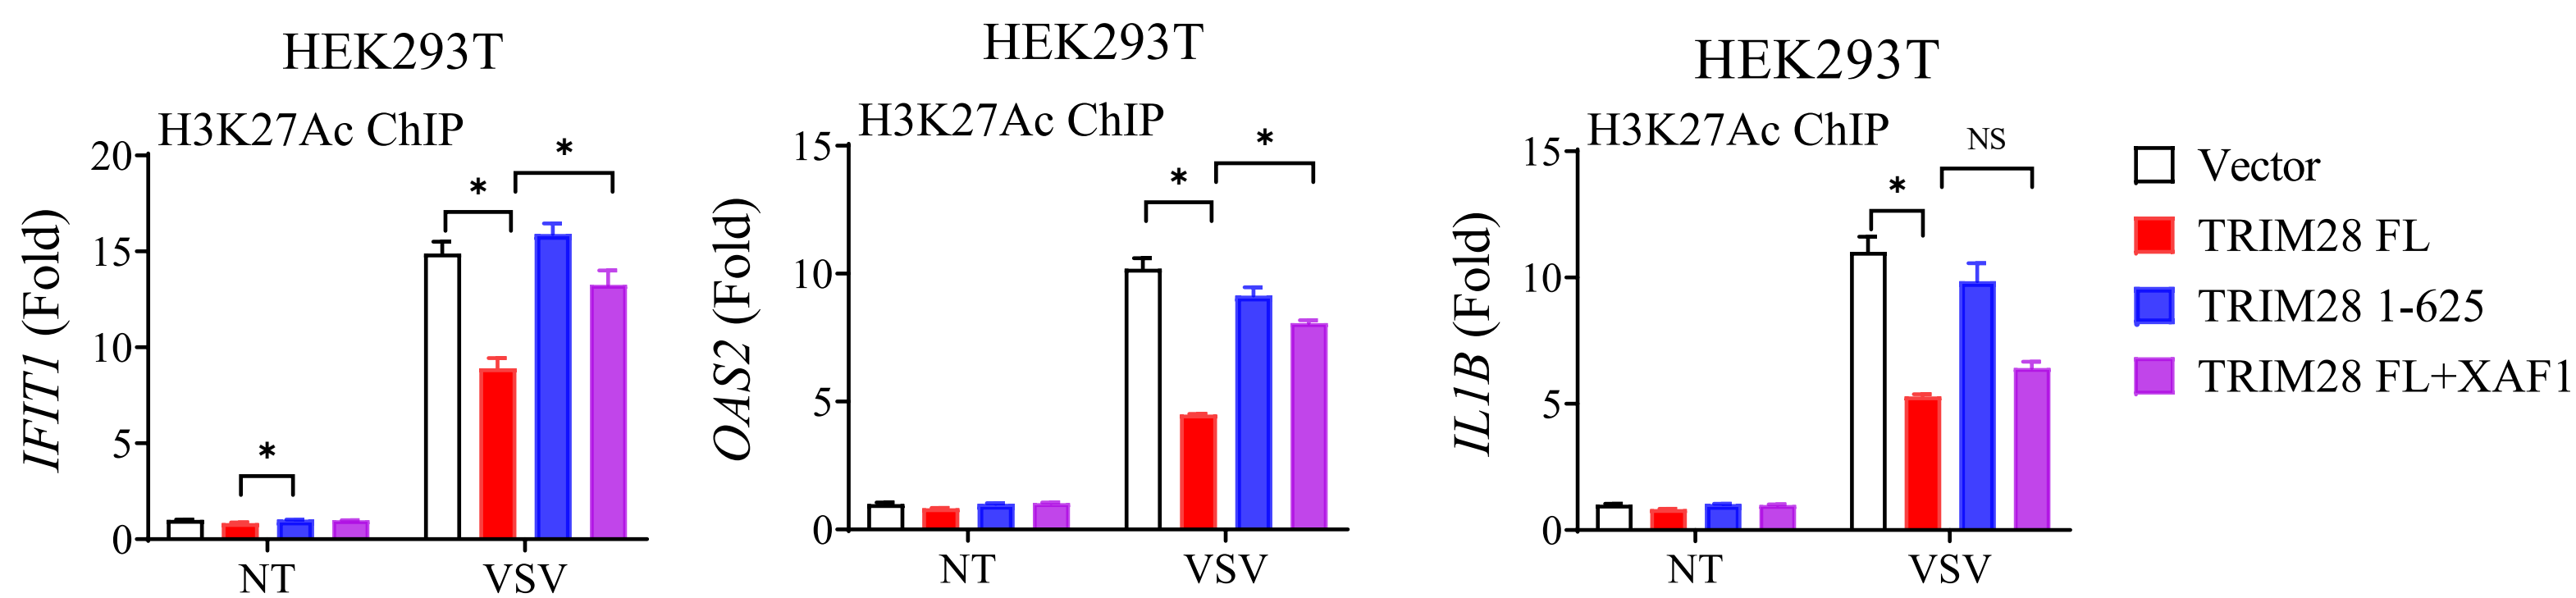 HEK293T
H3K27Ac ChIP
IFIT1 (Fold)
20
15
10
5
0
*
*
*
NT
VSV
HEK293T
H3K27Ac ChIP
OAS2 (Fold)
15
10
5
0
*
*
NT
VSV
HEK293T
H3K27Ac ChIP
IL1B (Fold)
15
10
5
0
*
NS
NT
VSV
Vector
TRIM28 FL
TRIM28 1-625
TRIM28 FL+XAF1